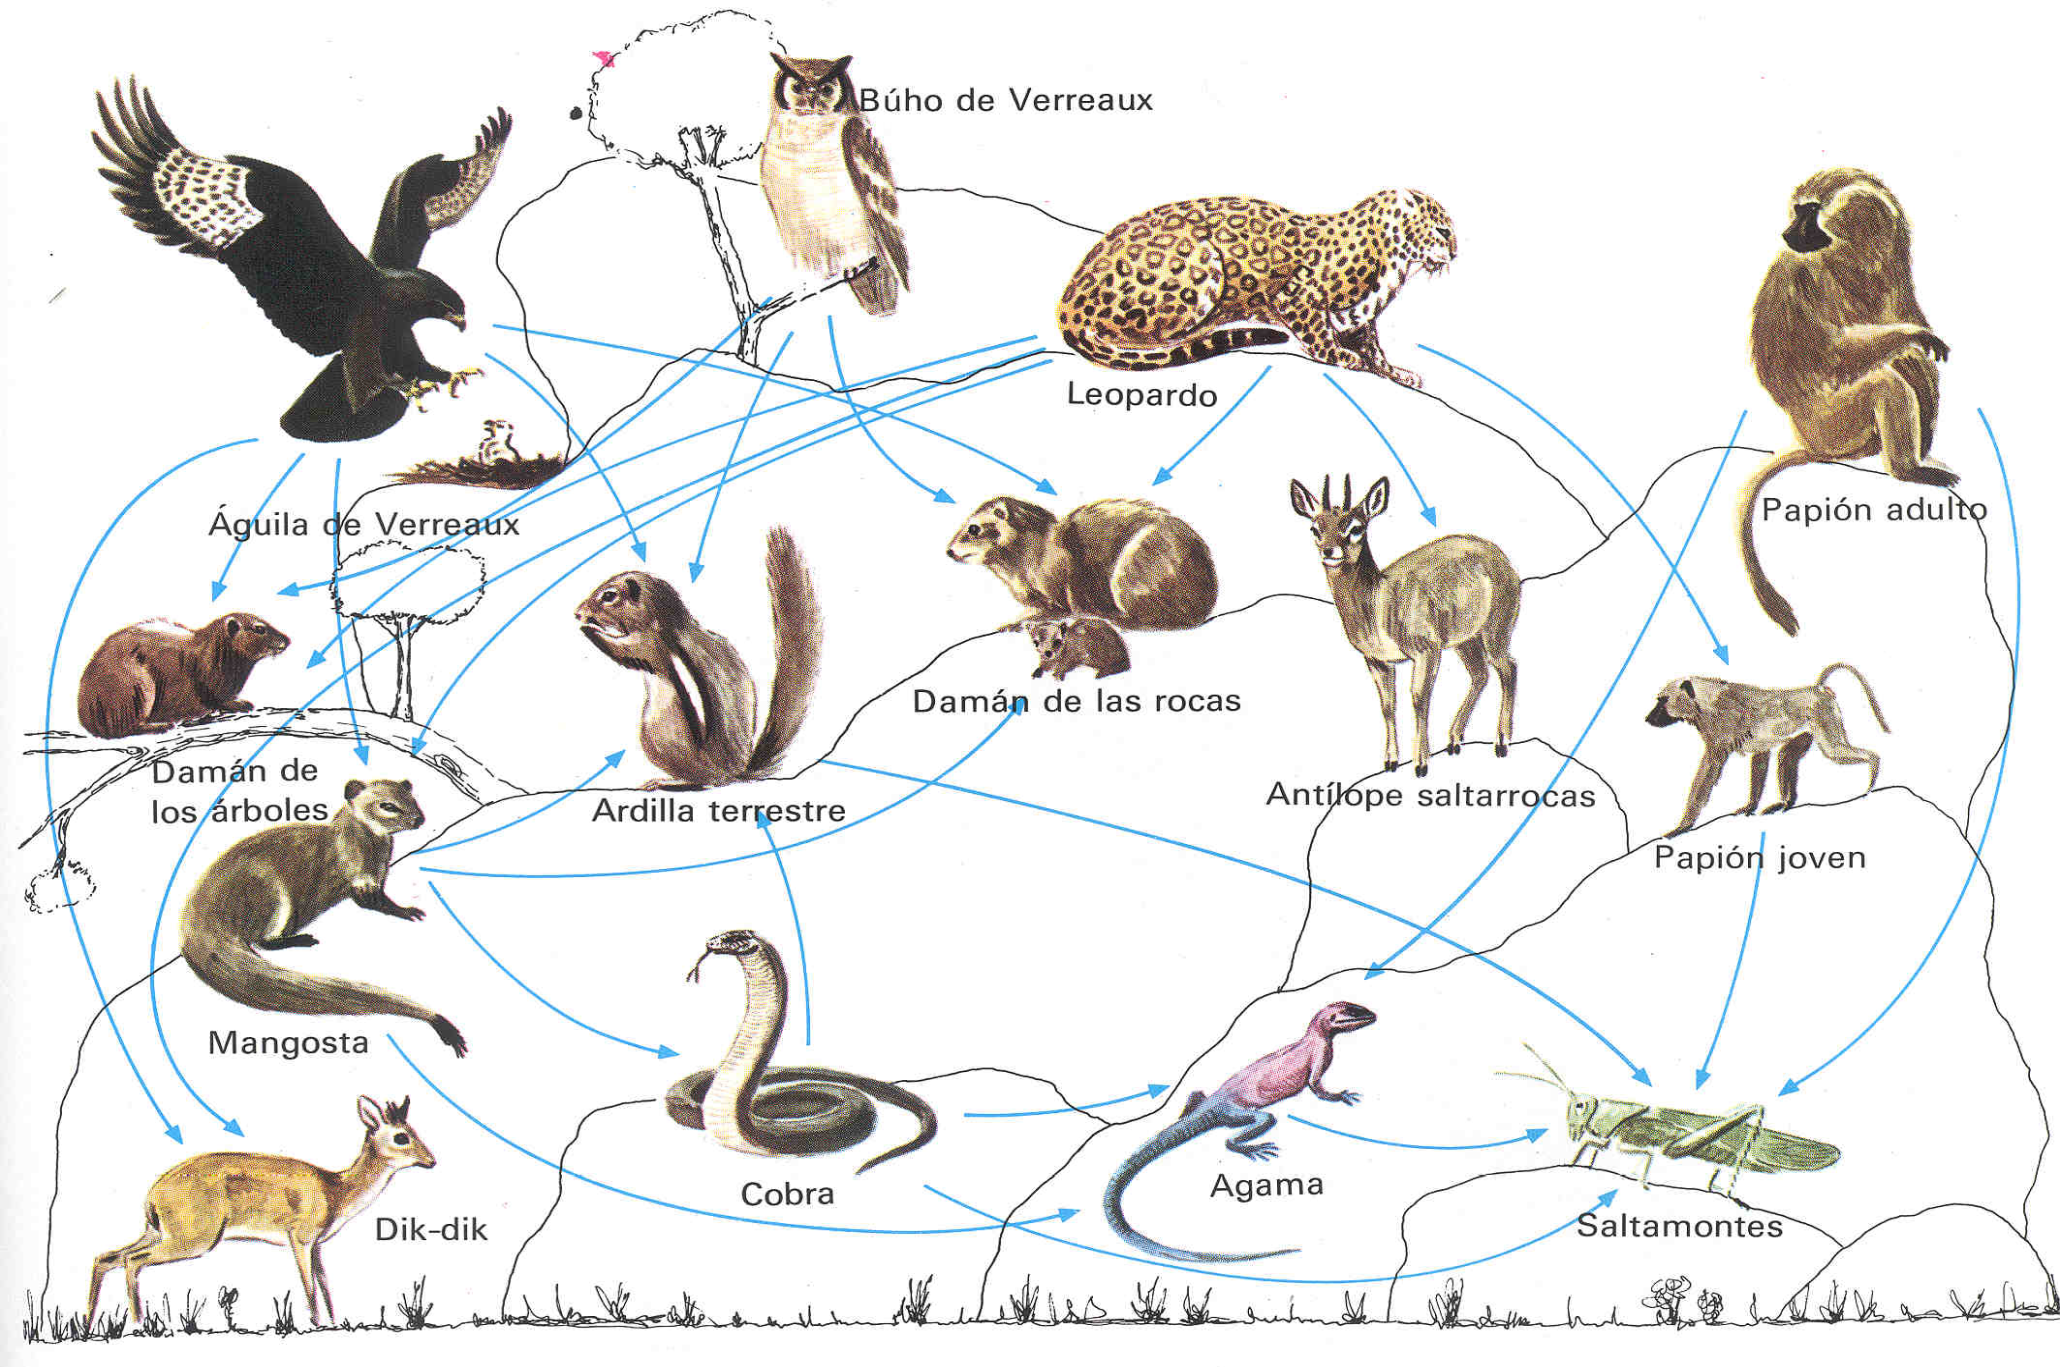 Búho de Verreaux
Leopardo
Papión adulto
Águila de Verreaux
Damán de las rocas
Damán de
los árboles
Ardilla terrestre
Antílope saltarrocas
Papión joven
Mangosta
Cobra
Agama
Dik-dik
Saltamontes